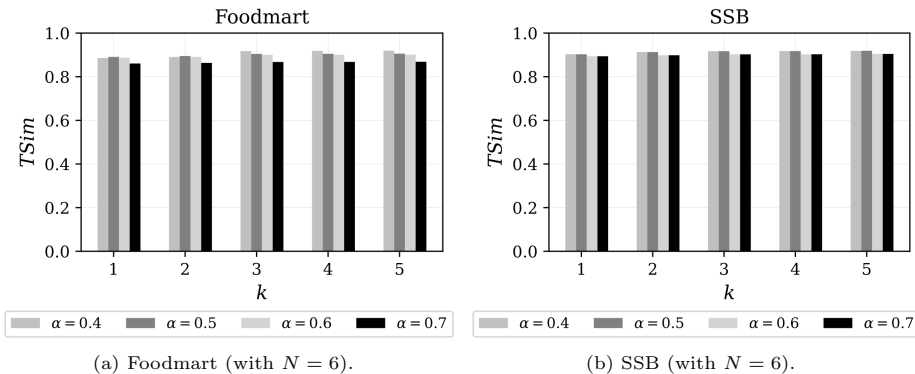 Foodmart
1.0
0.8
0.6
0.4
0.2
0.0
TSim
1 2 3 4 5
k
α = 0.4 α = 0.5 α = 0.6 α = 0.7
(a) Foodmart (with N = 6).
SSB
1.0
0.8
0.6
0.4
0.2
0.0
TSim
1 2 3 4 5
k
α = 0.4 α = 0.5 α = 0.6 α = 0.7
(b) SSB (with N = 6).